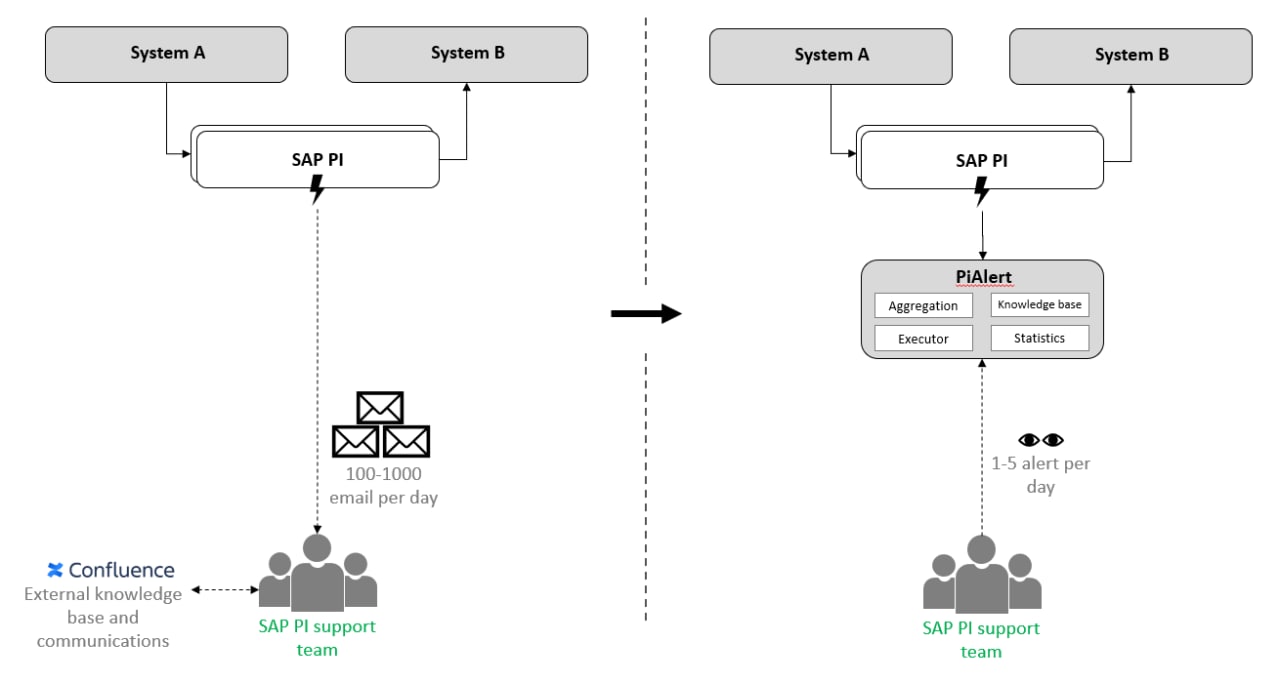 System A
System B
SAP PI
100-1000
email per day
Confluence
External knowledge
base and
communications
SAP PI support
team
System A
System B
SAP PI
PiAlert
Aggregation
Knowledge base
Executor
Statistics
1-5 alert per
day
SAP PI support
team